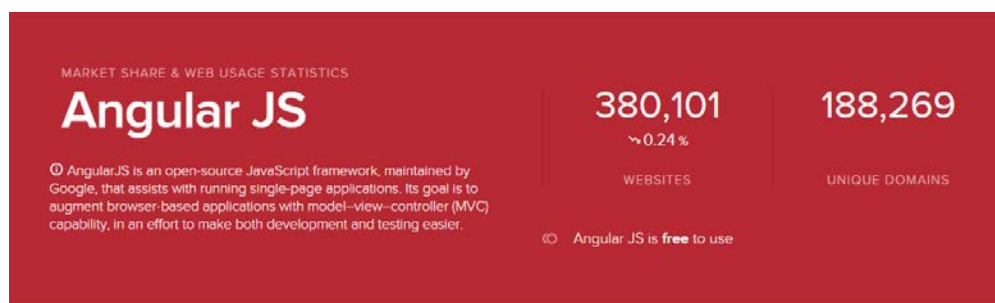 MARKET SHARE & WEB USAGE STATISTICS
Angular JS
AngularJS is an open-source JavaScript framework, maintained by
Google, that assists with running single-page applications. Its goal is to
augment browser-based applications with model–view–controller (MVC)
capability, in an effort to make both development and testing easier.
380,101
0.24 %
WEBSITES
188,269
UNIQUE DOMAINS
Angular JS is free to use